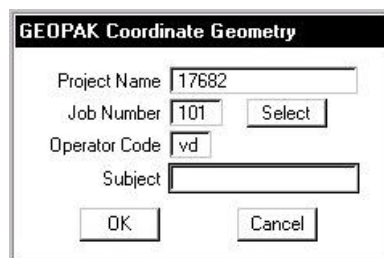 GEOPAK Coordinate Geometry
Project Name 17682
Job Number 101 Select
Operator Code vd
Subject
OK Cancel